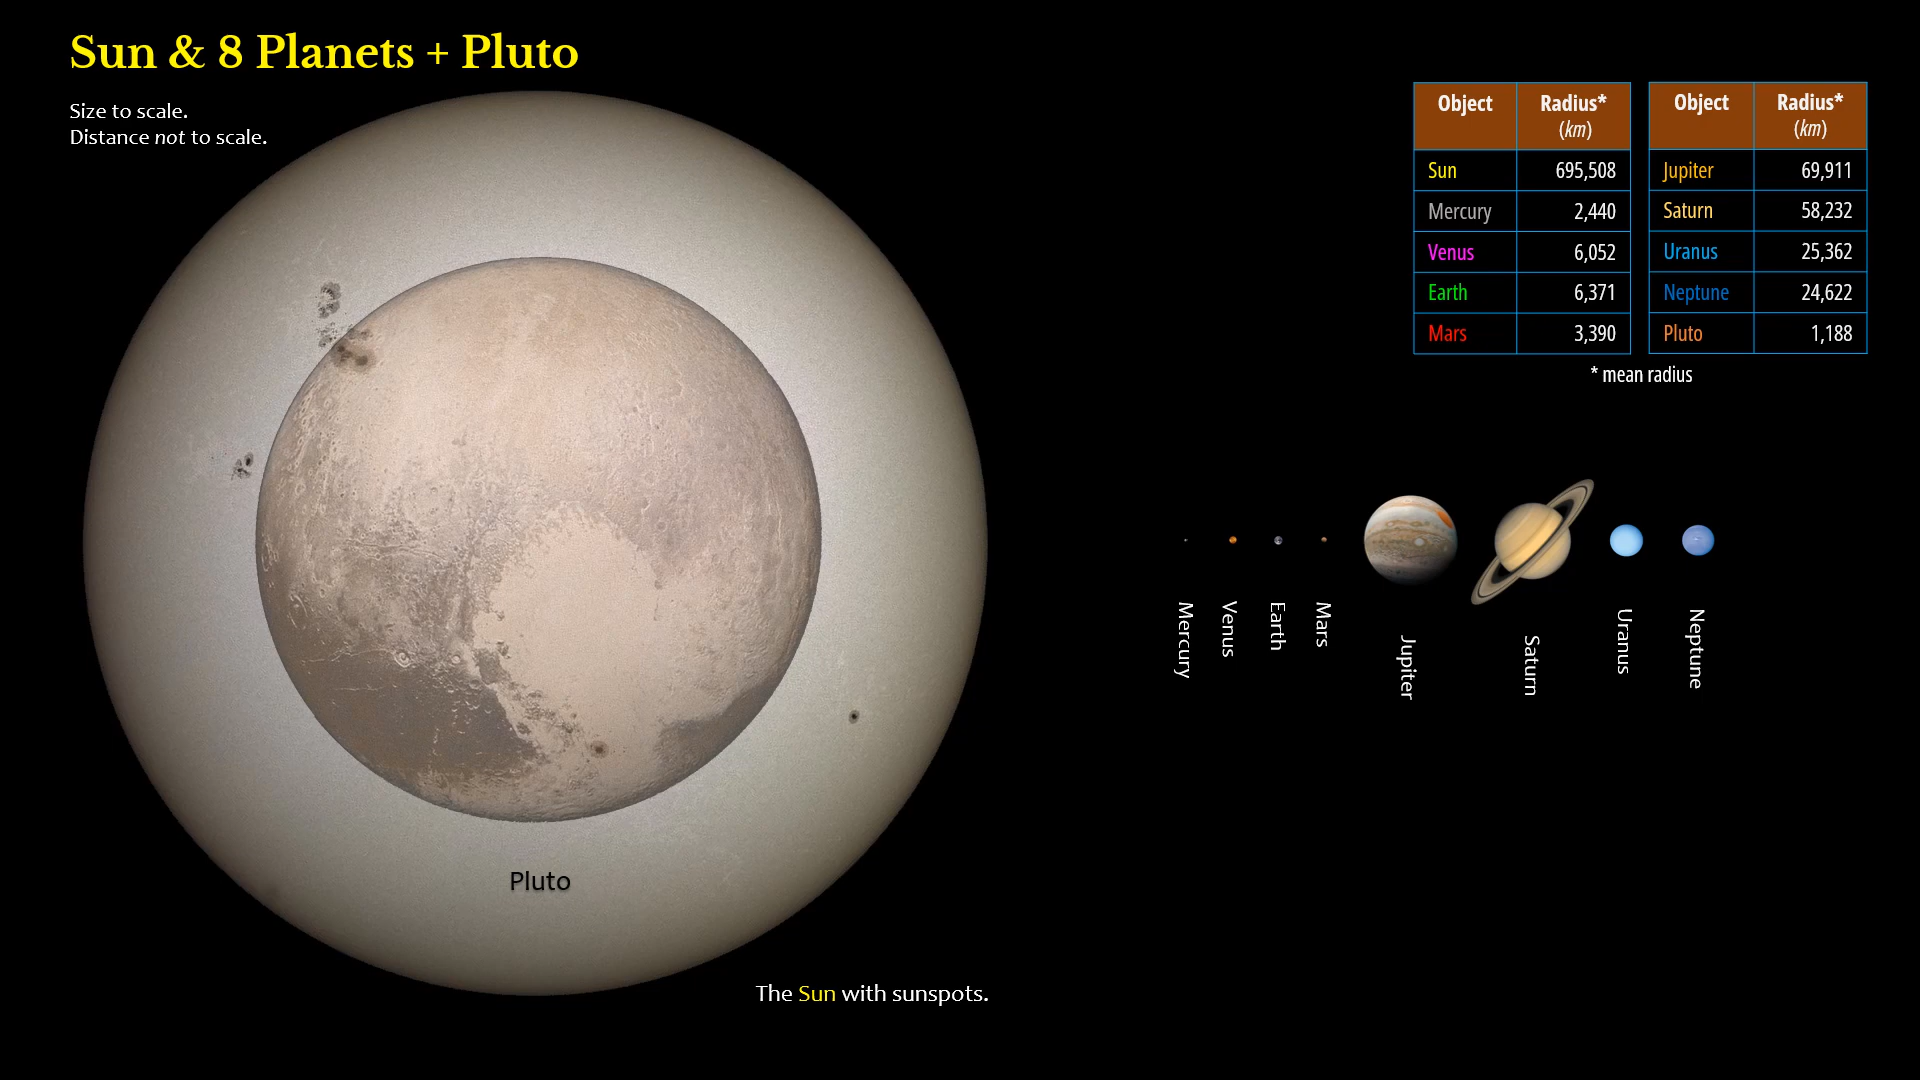 Sun & 8 Planets + Pluto
Size to scale.
Distance not to scale.
Object Radius* (km)
Sun 695,508
Mercury 2,440
Venus 6,052
Earth 6,371
Mars 3,390
Object Radius* (km)
Jupiter 69,911
Saturn 58,232
Uranus 25,362
Neptune 24,622
Pluto 1,188
* mean radius
Mercury
Venus
Earth
Mars
Jupiter
Saturn
Uranus
Neptune
Pluto
The Sun with sunspots.